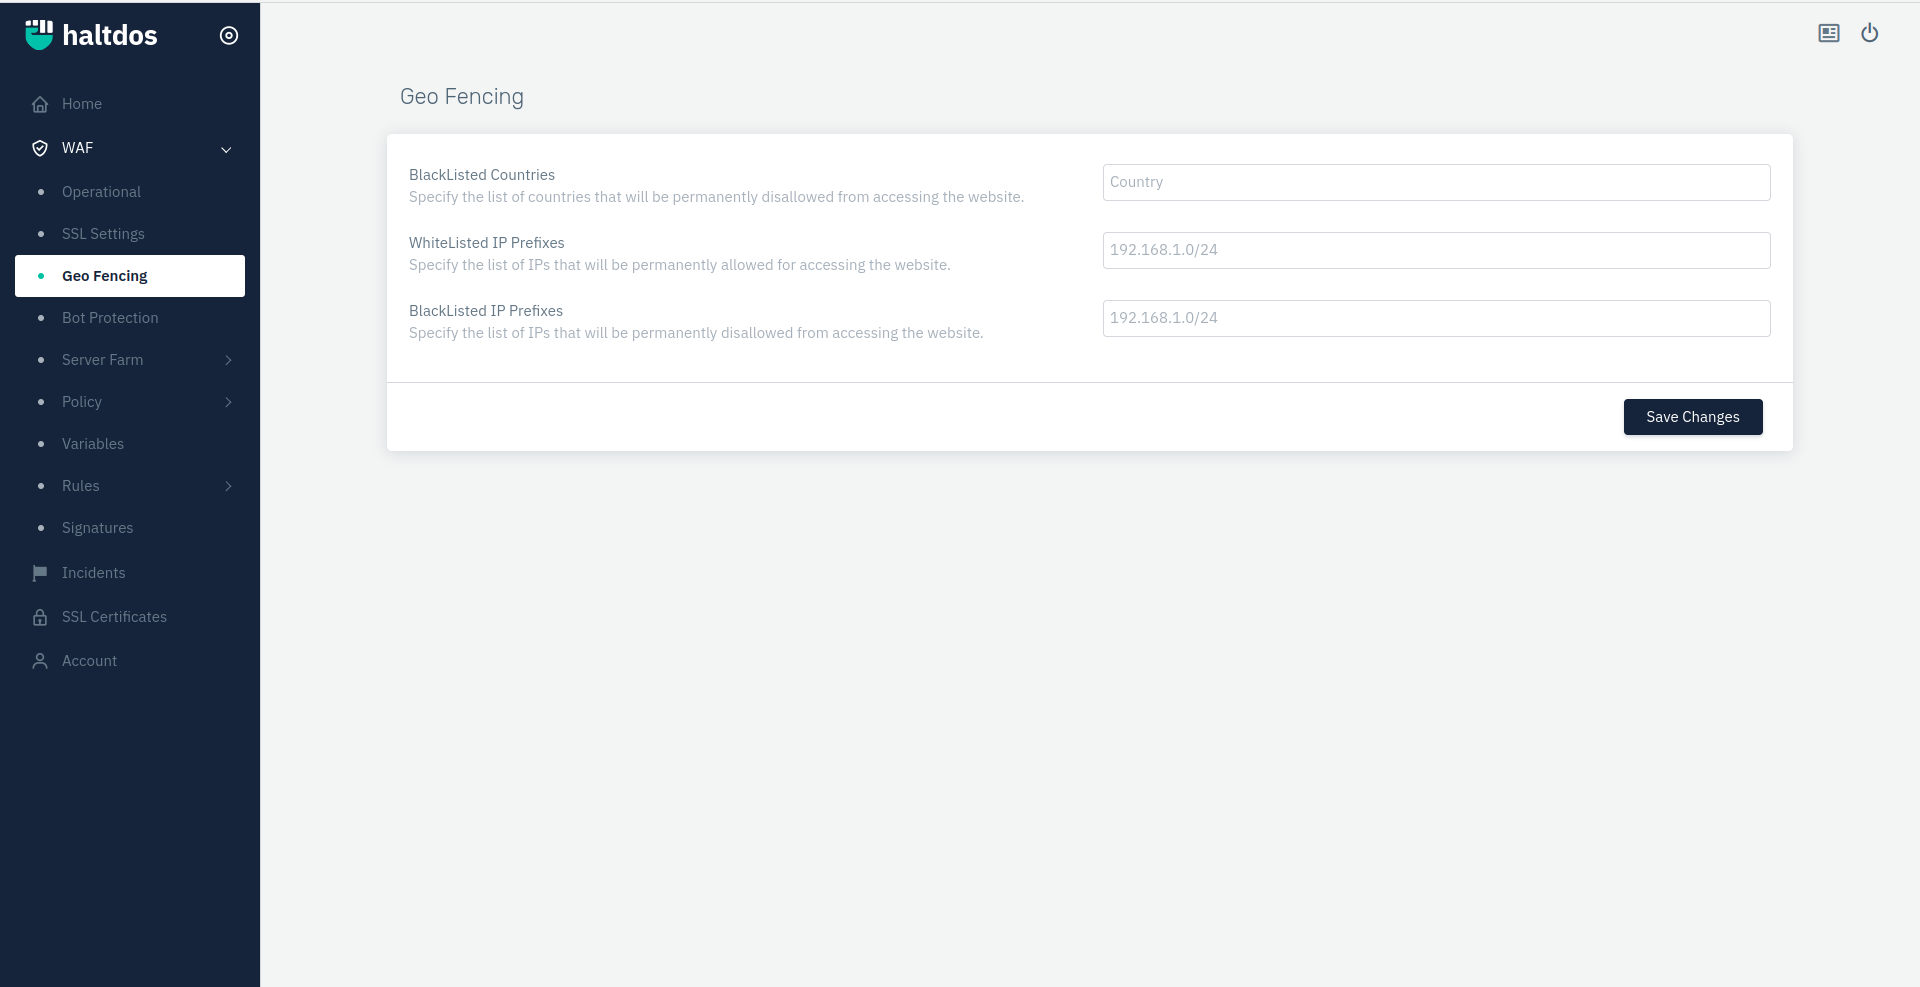 haltdos
Home
WAF
Operational
SSL Settings
Geo Fencing
Bot Protection
Server Farm
Policy
Variables
Rules
Signatures
Incidents
SSL Certificates
Account
Geo Fencing
BlackListed Countries
Specify the list of countries that will be permanently disallowed from accessing the website.
Country
WhiteListed IP Prefixes
Specify the list of IPs that will be permanently allowed for accessing the website.
192.168.1.0/24
BlackListed IP Prefixes
Specify the list of IPs that will be permanently disallowed from accessing the website.
192.168.1.0/24
Save Changes